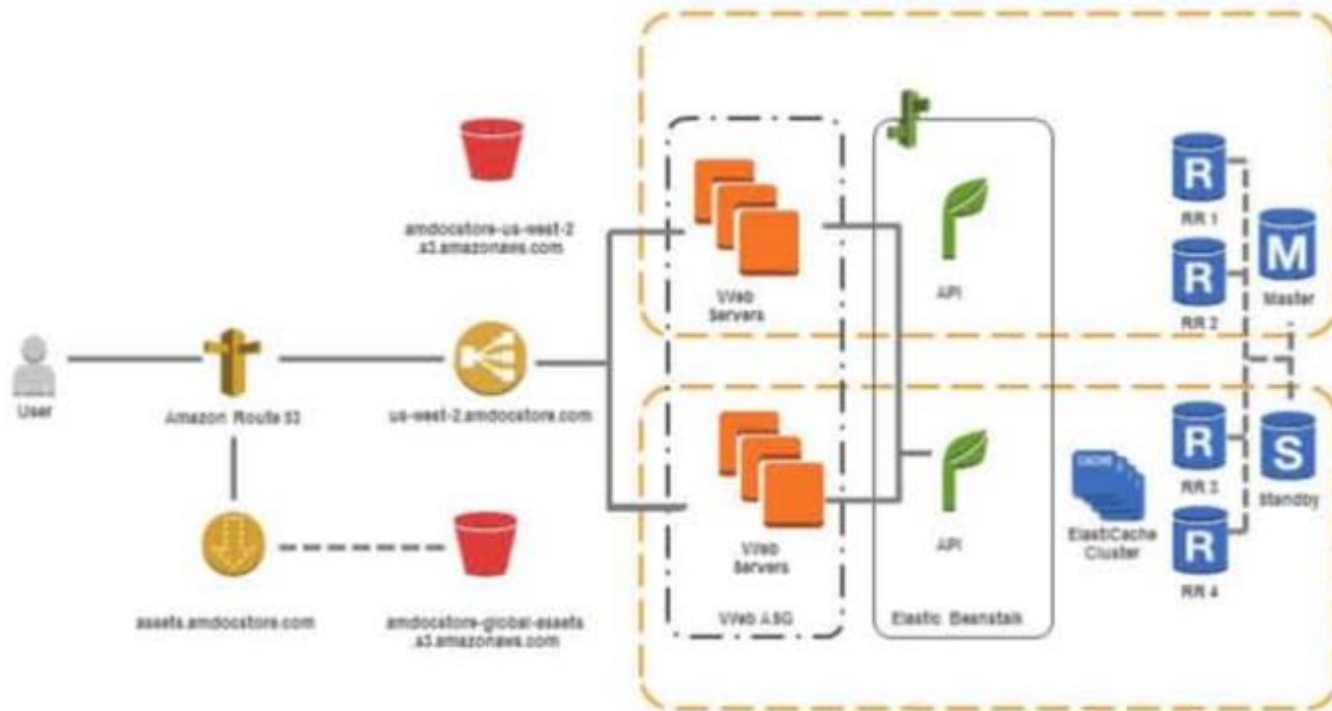 amdocstore-us-west-2
.s3.amazonaws.com
Web
Servers
API
R
RR 1
R
RR 2
M
Master
User
Amazon Route 53
us-west-2.amdocstore.com
assets.amdocstore.com
amdocstore-global-assets
.s3.amazonaws.com
Web
Servers
Web ASG
API
Elastic Beanstalk
CACHE
ElastiCache
Cluster
R
RR 3
R
RR 4
S
Standby